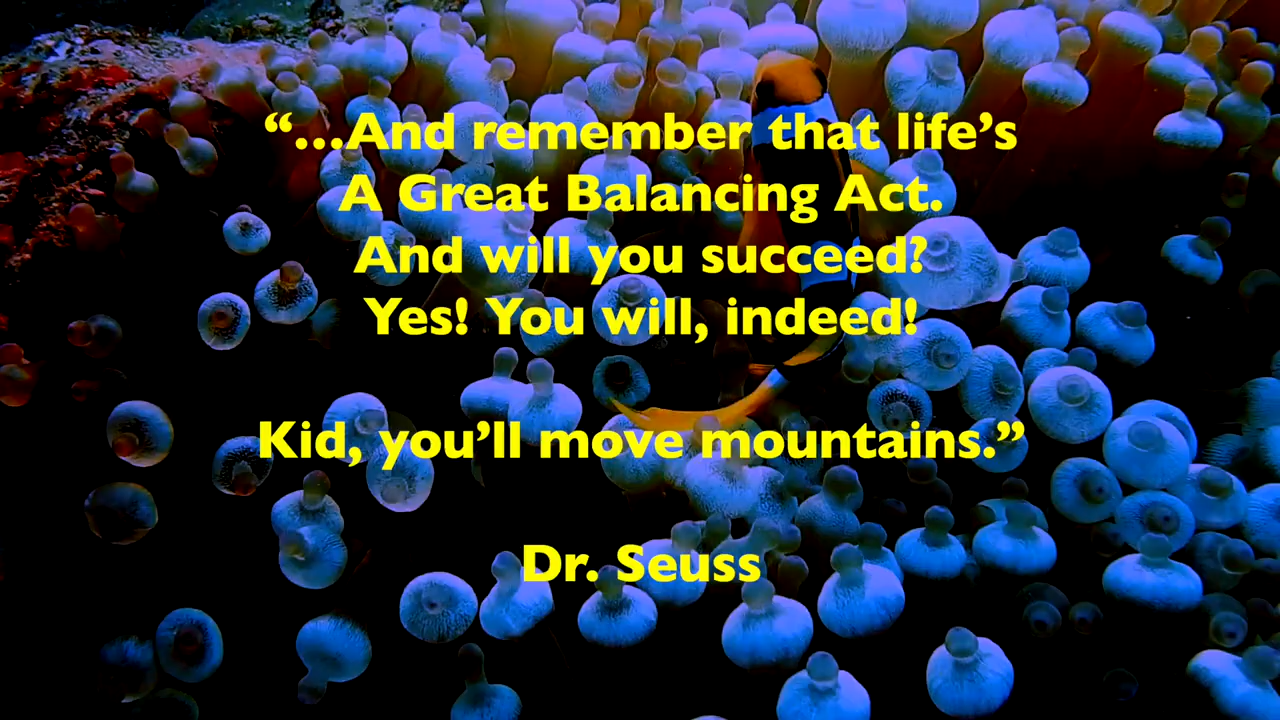 “...And remember that life’s
A Great Balancing Act.
And will you succeed?
Yes! You will, indeed!
Kid, you’ll move mountains.”
Dr. Seuss